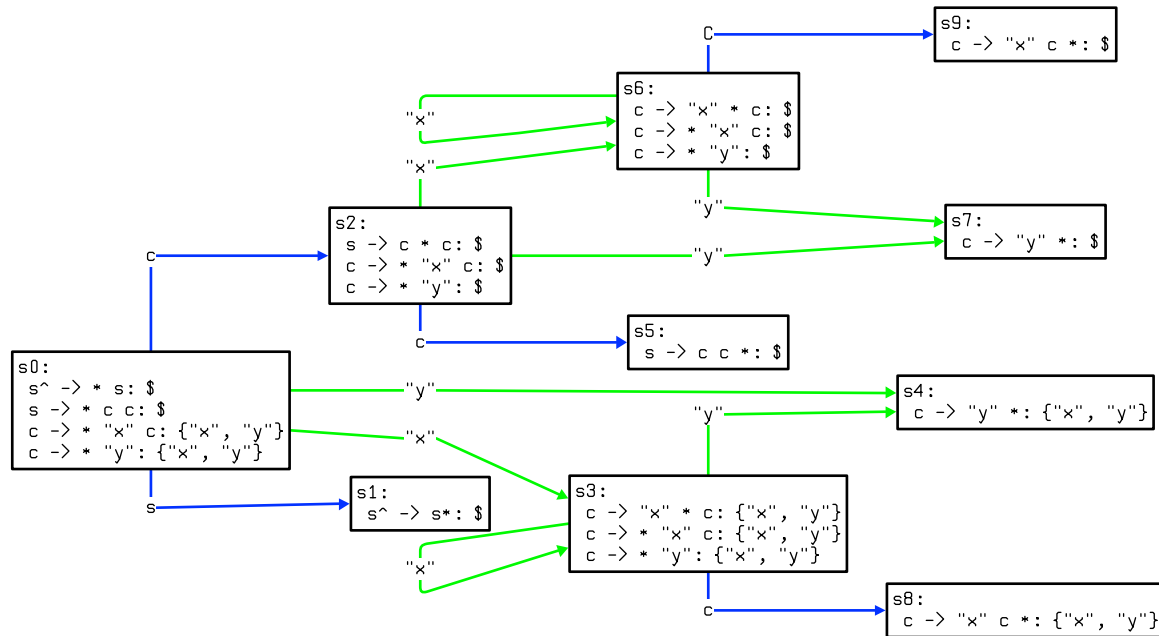 s9:
c -> "x" c *: $
C
s6:
c -> "x" * c: $
c -> * "x" c: $
c -> * "y": $
"x"
"x"
"y"
s7:
c -> "y" *: $
s2:
s -> c * c: $
c -> * "x" c: $
c -> * "y": $
"y"
c
c
s5:
s -> c c *: $
s0:
s^ -> * s: $
s -> * c c: $
c -> * "x" c: {"x", "y"}
c -> * "y": {"x", "y"}
"y"
s4:
c -> "y" *: {"x", "y"}
"y"
"x"
s
s1:
s^ -> s*: $
s3:
c -> "x" * c: {"x", "y"}
c -> * "x" c: {"x", "y"}
c -> * "y": {"x", "y"}
"x"
c
s8:
c -> "x" c *: {"x", "y"}